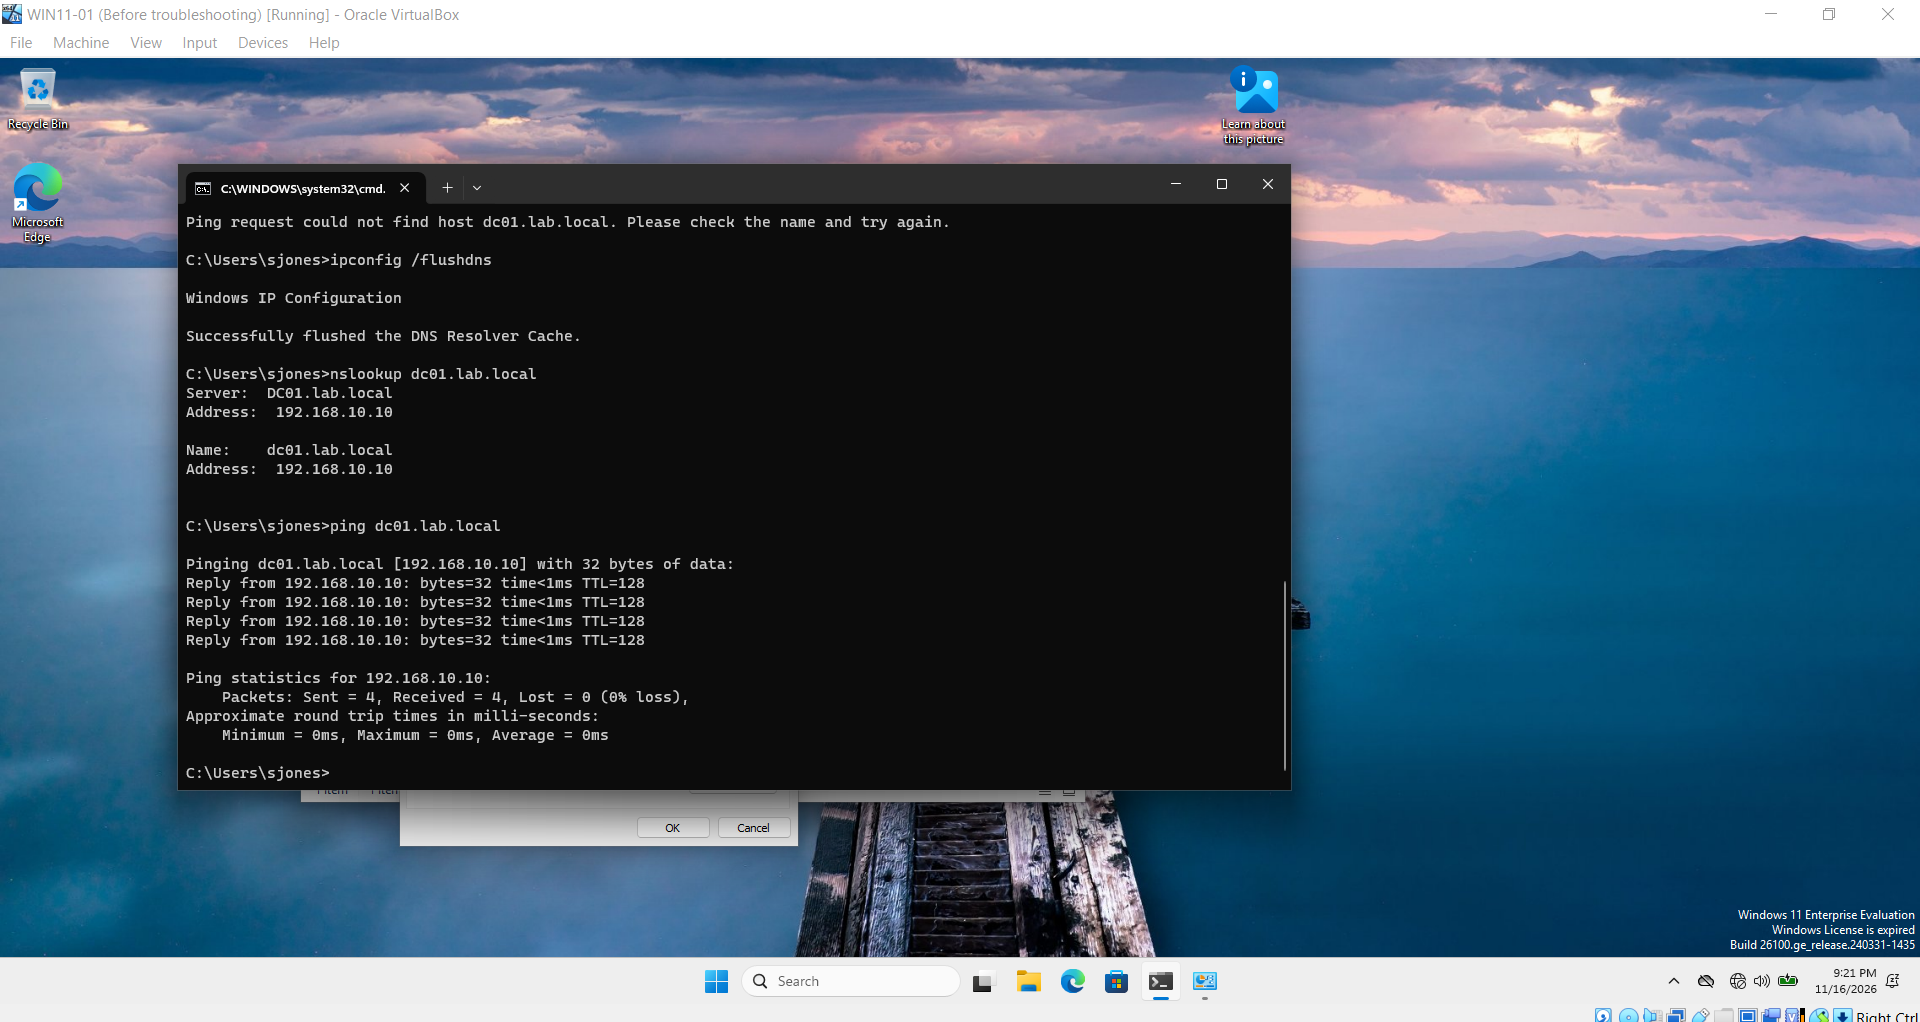 WIN11-01 (Before troubleshooting) [Running] - Oracle VirtualBox
File Machine View Input Devices Help
Recycle Bin
Learn about
this picture
Microsoft
Edge
C:\WINDOWS\system32\cmd.
Ping request could not find host dc01.lab.local. Please check the name and try again.
C:\Users\sjones>ipconfig /flushdns
Windows IP Configuration
Successfully flushed the DNS Resolver Cache.
C:\Users\sjones>nslookup dc01.lab.local
Server:  DC01.lab.local
Address:  192.168.10.10
Name:    dc01.lab.local
Address:  192.168.10.10
C:\Users\sjones>ping dc01.lab.local
Pinging dc01.lab.local [192.168.10.10] with 32 bytes of data:
Reply from 192.168.10.10: bytes=32 time<1ms TTL=128
Reply from 192.168.10.10: bytes=32 time<1ms TTL=128
Reply from 192.168.10.10: bytes=32 time<1ms TTL=128
Reply from 192.168.10.10: bytes=32 time<1ms TTL=128
Ping statistics for 192.168.10.10:
    Packets: Sent = 4, Received = 4, Lost = 0 (0% loss),
Approximate round trip times in milli-seconds:
    Minimum = 0ms, Maximum = 0ms, Average = 0ms
C:\Users\sjones>
OK Cancel
Windows 11 Enterprise Evaluation
Windows License is expired
Build 26100.ge_release.240331-1435
Search
9:21 PM
11/16/2026
Right Ctrl